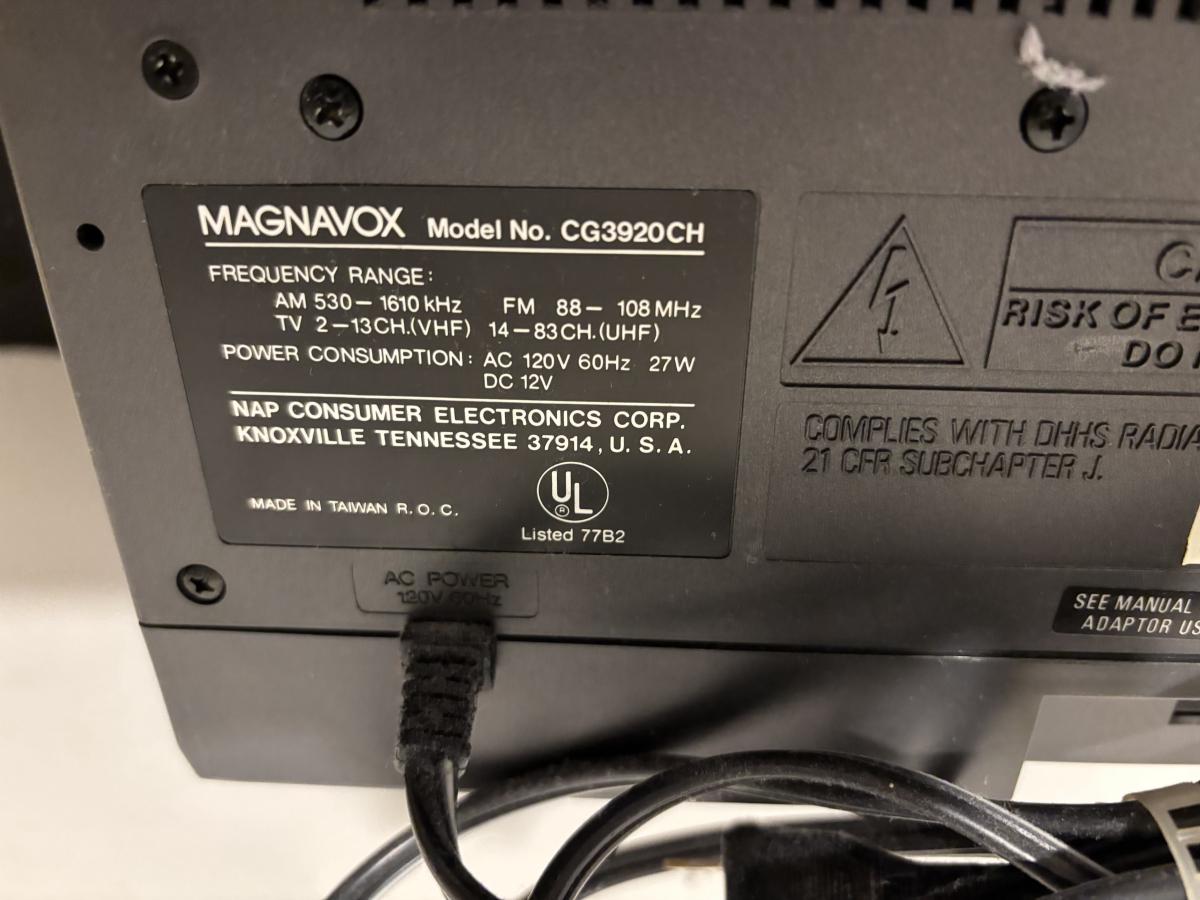 MAGNAVOX Model No. CG3920CH
FREQUENCY RANGE:
AM 530 – 1610 kHz FM 88 – 108 MHz
TV 2 – 13 CH.(VHF) 14 – 83 CH.(UHF)
POWER CONSUMPTION: AC 120V 60Hz 27W
DC 12V
NAP CONSUMER ELECTRONICS CORP.
KNOXVILLE TENNESSEE 37914, U. S. A.
MADE IN TAIWAN R. O. C.
UL ®
Listed 77B2
AC POWER
120V 60Hz
RISK OF
DO
COMPLIES WITH DHHS
21 CFR SUBCHAPTER J.
SEE MANUAL
ADAPTOR